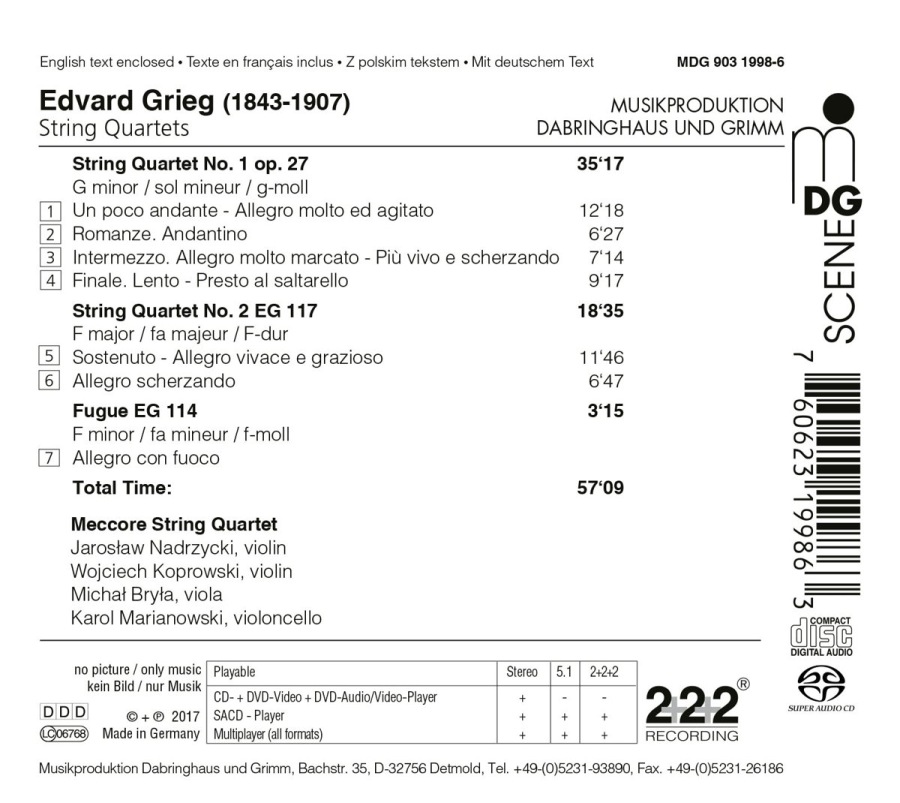 English text enclosed • Texte en français inclus • Z polskim tekstem • Mit deutschem Text
MDG 903 1998-6
Edvard Grieg (1843-1907)
String Quartets
MUSIKPRODUKTION
DABRINGHAUS UND GRIMM
String Quartet No. 1 op. 27 35‘17
G minor / sol mineur / g-moll
1 Un poco andante - Allegro molto ed agitato 12‘18
2 Romanze. Andantino 6‘27
3 Intermezzo. Allegro molto marcato - Più vivo e scherzando 7‘14
4 Finale. Lento - Presto al saltarello 9‘17
String Quartet No. 2 EG 117 18‘35
F major / fa majeur / F-dur
5 Sostenuto - Allegro vivace e grazioso 11‘46
6 Allegro scherzando 6‘47
Fugue EG 114 3‘15
F minor / fa mineur / f-moll
7 Allegro con fuoco
Total Time: 57‘09
Meccore String Quartet
Jarosław Nadrzycki, violin
Wojciech Koprowski, violin
Michał Bryła, viola
Karol Marianowski, violoncello
mDG
SCENE
7 60623 19986 3
COMPACT
disc
DIGITAL AUDIO
SUPER AUDIO CD
no picture / only music
kein Bild / nur Musik
DDD
© + ℗ 2017
LC06768
Made in Germany
Playable Stereo 5.1 2+2+2
CD- + DVD-Video + DVD-Audio/Video-Player + - -
SACD - Player + + +
Multiplayer (all formats) + + +
2+2+2®
RECORDING
Musikproduktion Dabringhaus und Grimm, Bachstr. 35, D-32756 Detmold, Tel. +49-(0)5231-93890, Fax. +49-(0)5231-26186